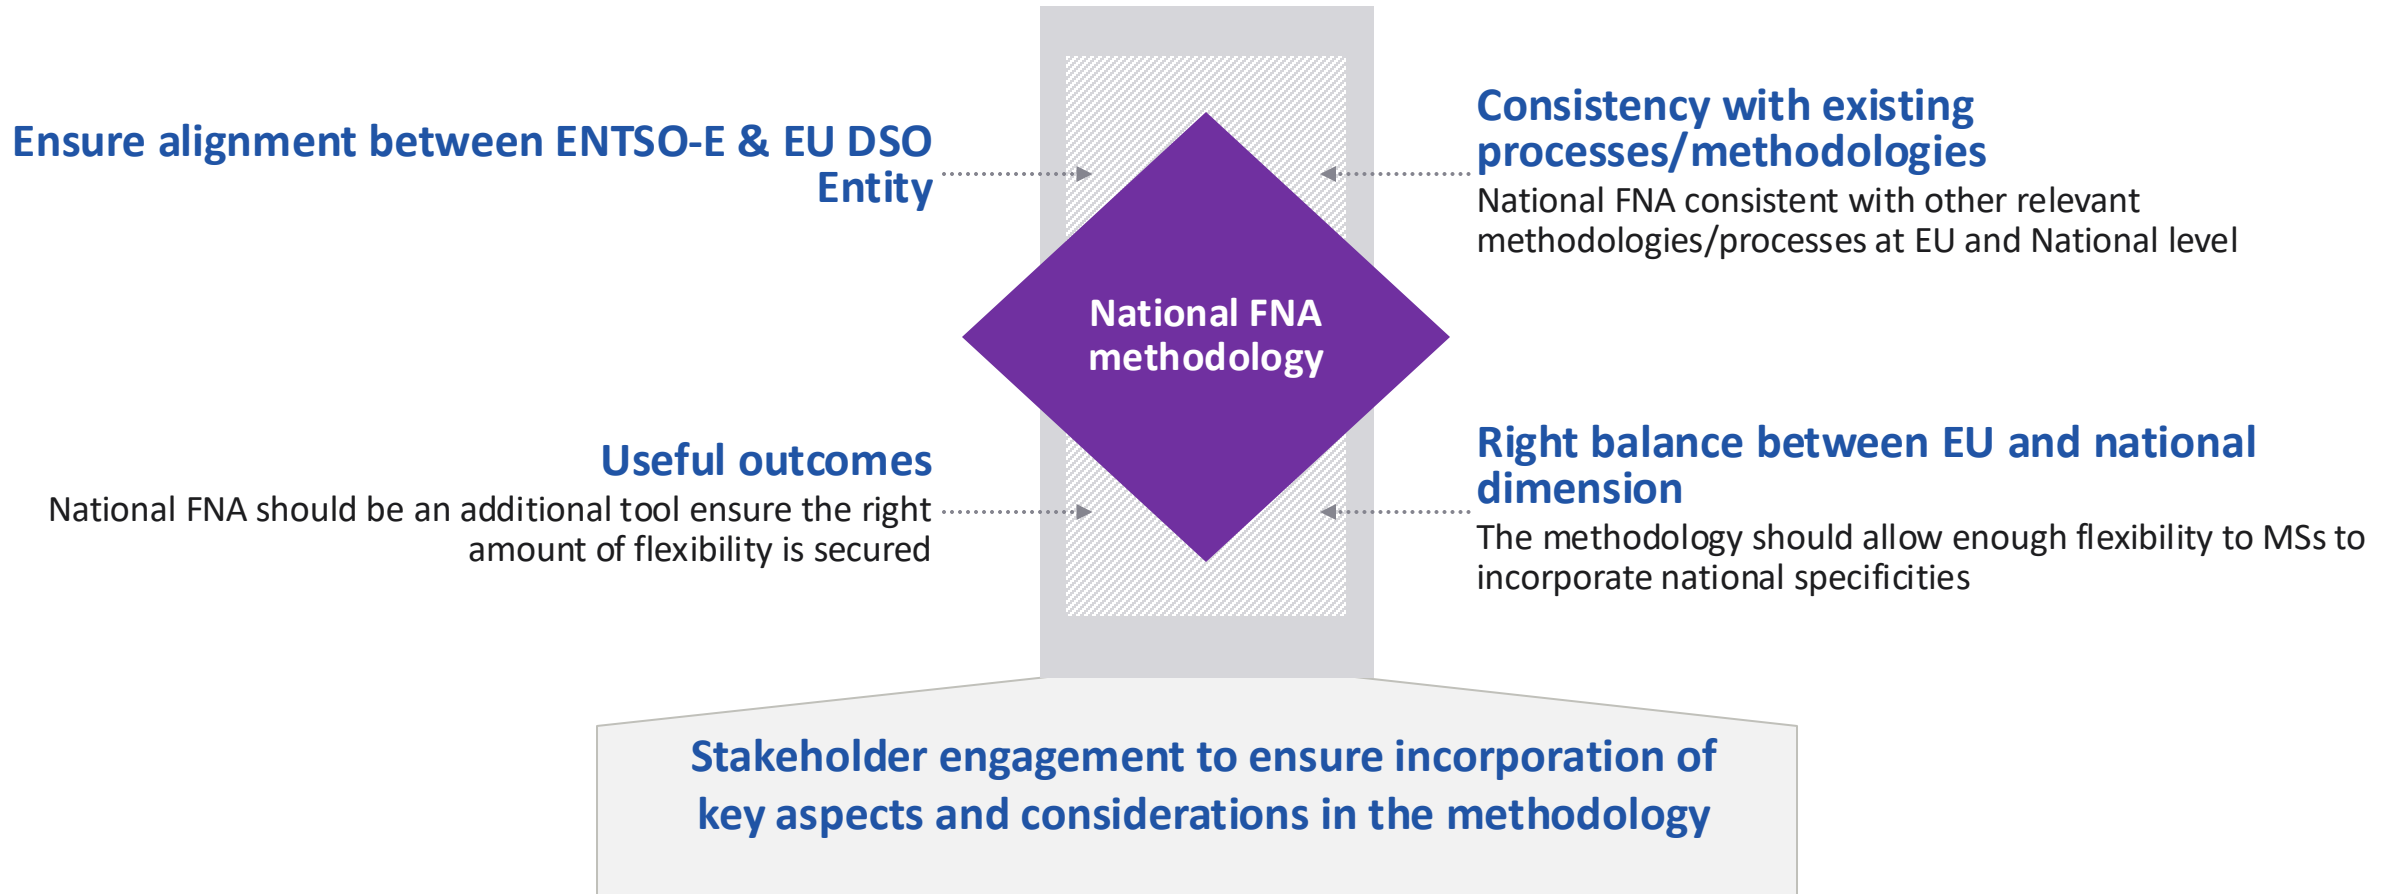 Ensure alignment between ENTSO-E & EU DSO
Entity
Consistency with existing
processes/methodologies
National FNA consistent with other relevant
methodologies/processes at EU and National level
National FNA
methodology
Useful outcomes
National FNA should be an additional tool ensure the right
amount of flexibility is secured
Right balance between EU and national
dimension
The methodology should allow enough flexibility to MSs to
incorporate national specificities
Stakeholder engagement to ensure incorporation of
key aspects and considerations in the methodology